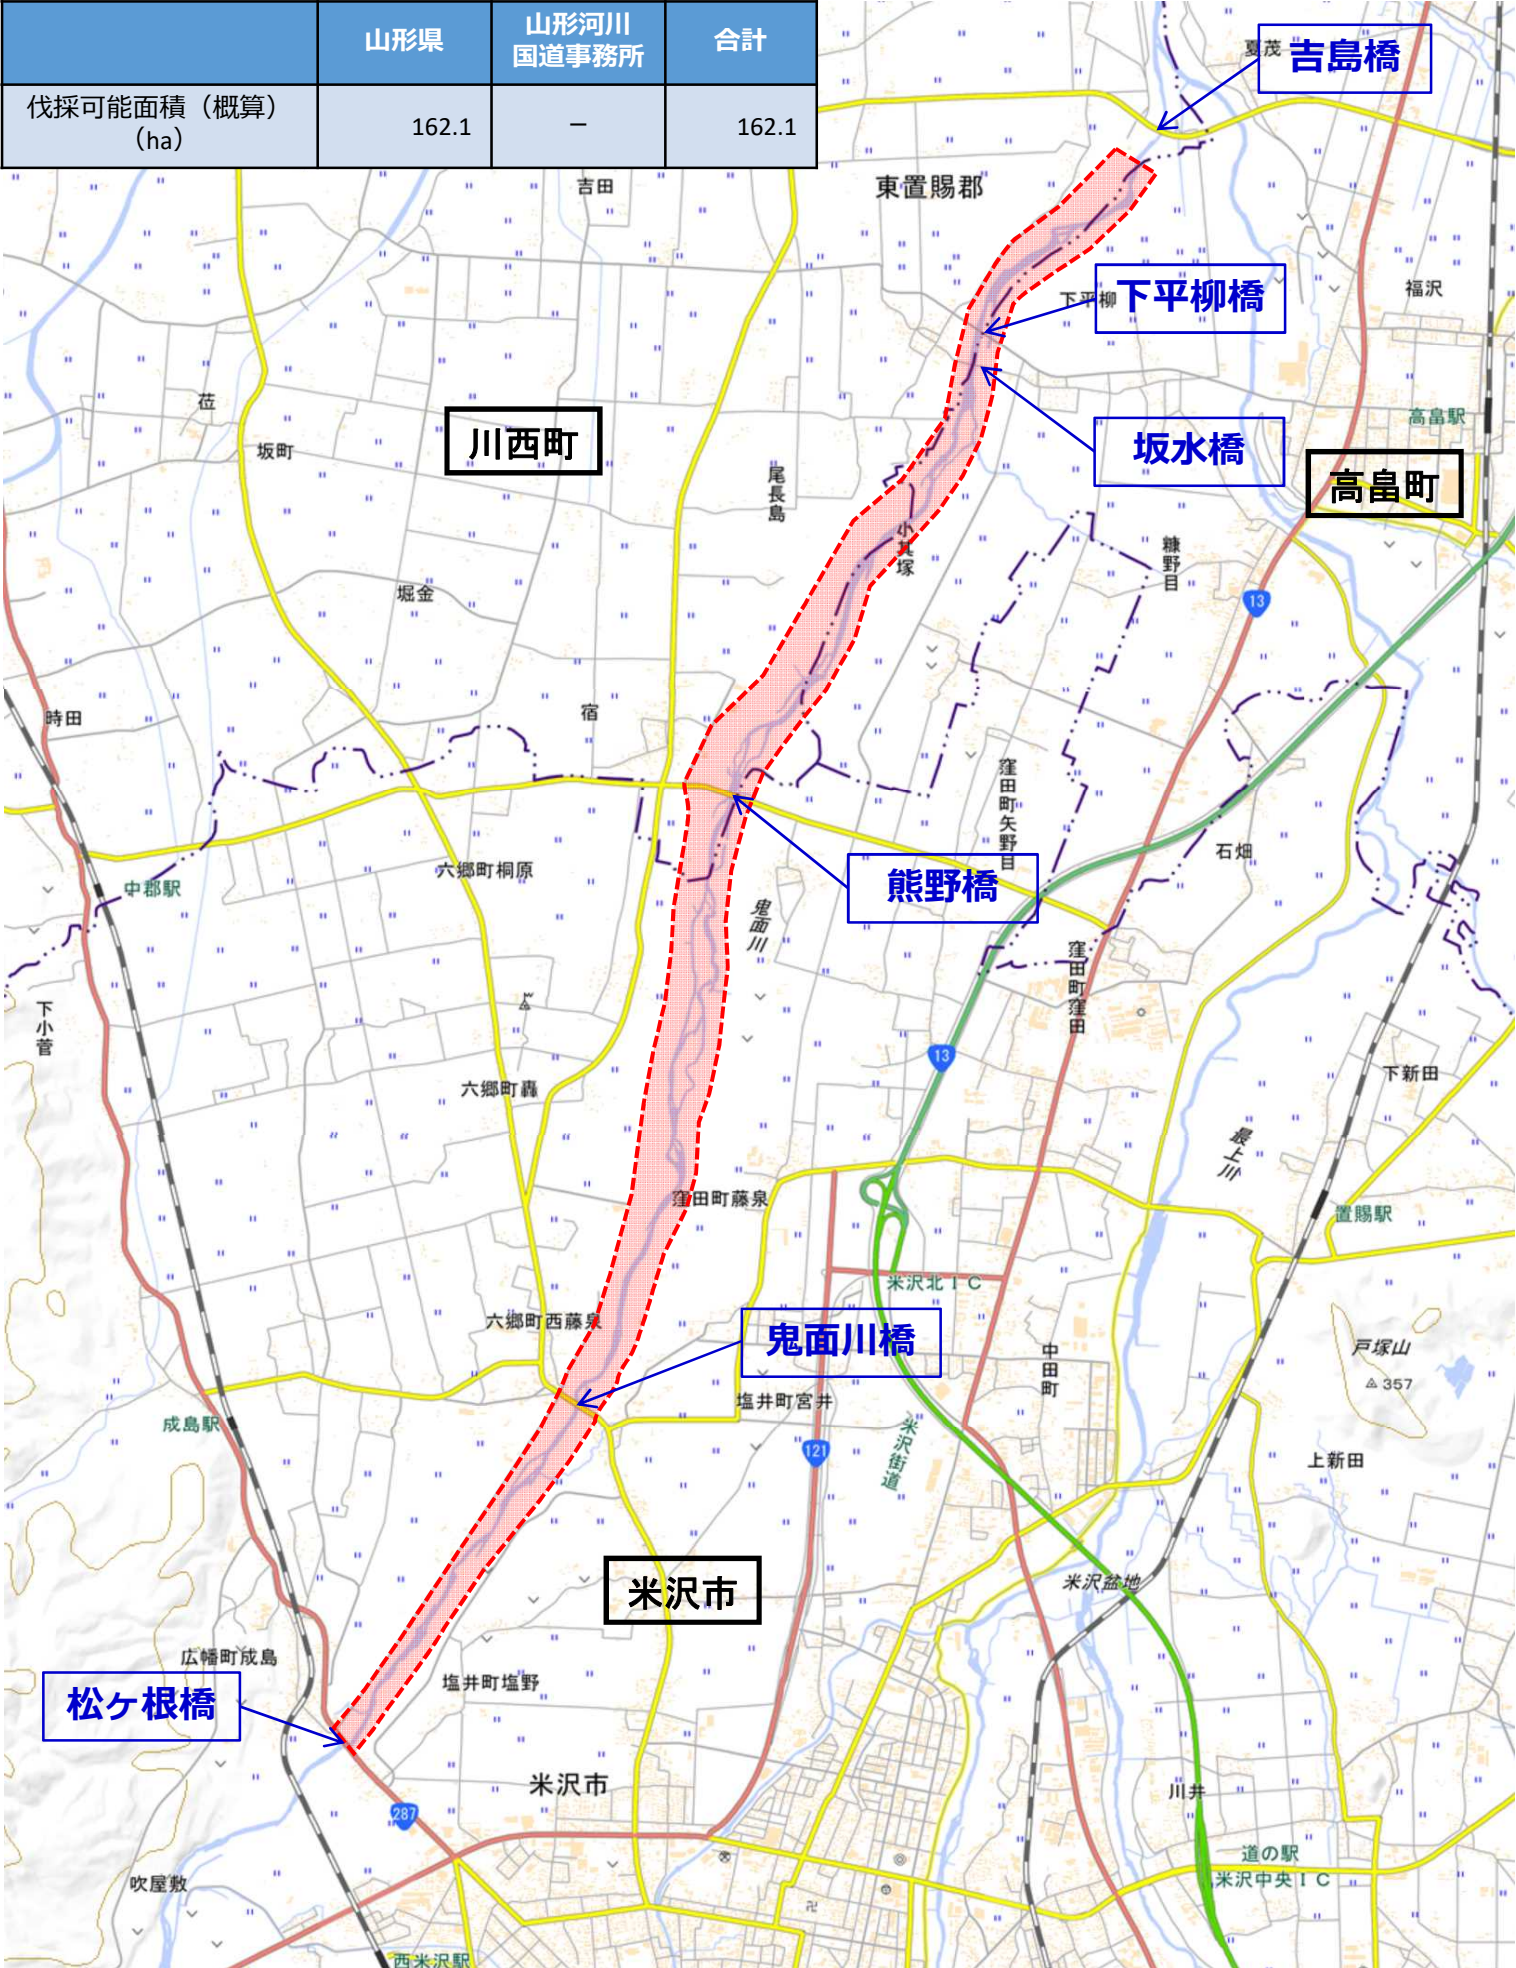 山形県
山形河川
国道事務所
合計
伐採可能面積（概算）
（ha）
162.1
－
162.1
夏茂
吉島橋
吉田
東置賜郡
下平柳
下平柳橋
福沢
莅
坂町
川西町
尾長島
坂水橋
高畠駅
高畠町
小其塚
糠野目
堀金
13
時田
宿
窪田町矢野目
石畑
中郡駅
六郷町桐原
熊野橋
鬼面川
窪田町窪田
下小菅
13
六郷町轟
下新田
最上川
窪田町藤泉
置賜駅
米沢北ＩＣ
六郷町西藤泉
鬼面川橋
中田町
戸塚山
357
塩井町宮井
成島駅
121
米沢街道
上新田
米沢市
米沢盆地
広幡町成島
塩井町塩野
松ヶ根橋
米沢市
川井
287
道の駅
米沢中央ＩＣ
吹屋敷
西米沢駅